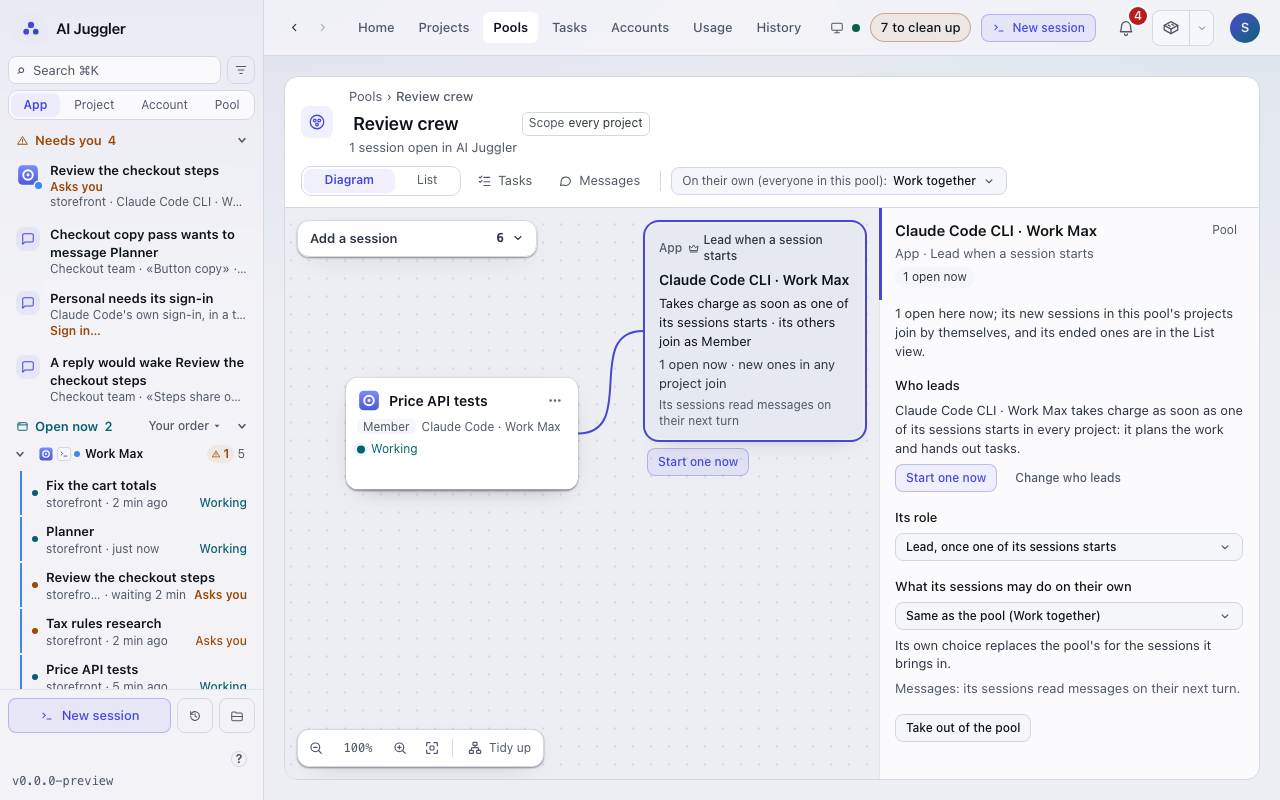 AI Juggler
Search ⌘K
App Project Account Pool
Needs you 4
Review the checkout steps
Asks you
storefront · Claude Code CLI · W…
Checkout copy pass wants to
message Planner
Checkout team · «Button copy» ·…
Personal needs its sign-in
Claude Code's own sign-in, in a t…
Sign in…
A reply would wake Review the
checkout steps
Checkout team · «Steps share o…
Open now 2 Your order
Work Max 1 5
Fix the cart totals
storefront · 2 min ago Working
Planner
storefront · just now Working
Review the checkout steps
storefro… · waiting 2 min Asks you
Tax rules research
storefront · 2 min ago Asks you
Price API tests
storefront · 5 min ago Working
New session
?
v0.0.0-preview
Home Projects Pools Tasks Accounts Usage History
7 to clean up
New session
4
S
Pools › Review crew
Review crew
Scope every project
1 session open in AI Juggler
Diagram List Tasks Messages
On their own (everyone in this pool): Work together
Add a session 6
Price API tests
Member Claude Code · Work Max
Working
App Lead when a session
starts
Claude Code CLI · Work Max
Takes charge as soon as one of
its sessions starts · its others
join as Member
1 open now · new ones in any
project join
Its sessions read messages on
their next turn
Start one now
100% Tidy up
Claude Code CLI · Work Max Pool
App · Lead when a session starts
1 open now
1 open here now; its new sessions in this pool's projects
join by themselves, and its ended ones are in the List
view.
Who leads
Claude Code CLI · Work Max takes charge as soon as one
of its sessions starts in every project: it plans the work
and hands out tasks.
Start one now Change who leads
Its role
Lead, once one of its sessions starts
What its sessions may do on their own
Same as the pool (Work together)
Its own choice replaces the pool's for the sessions it
brings in.
Messages: its sessions read messages on their next turn.
Take out of the pool